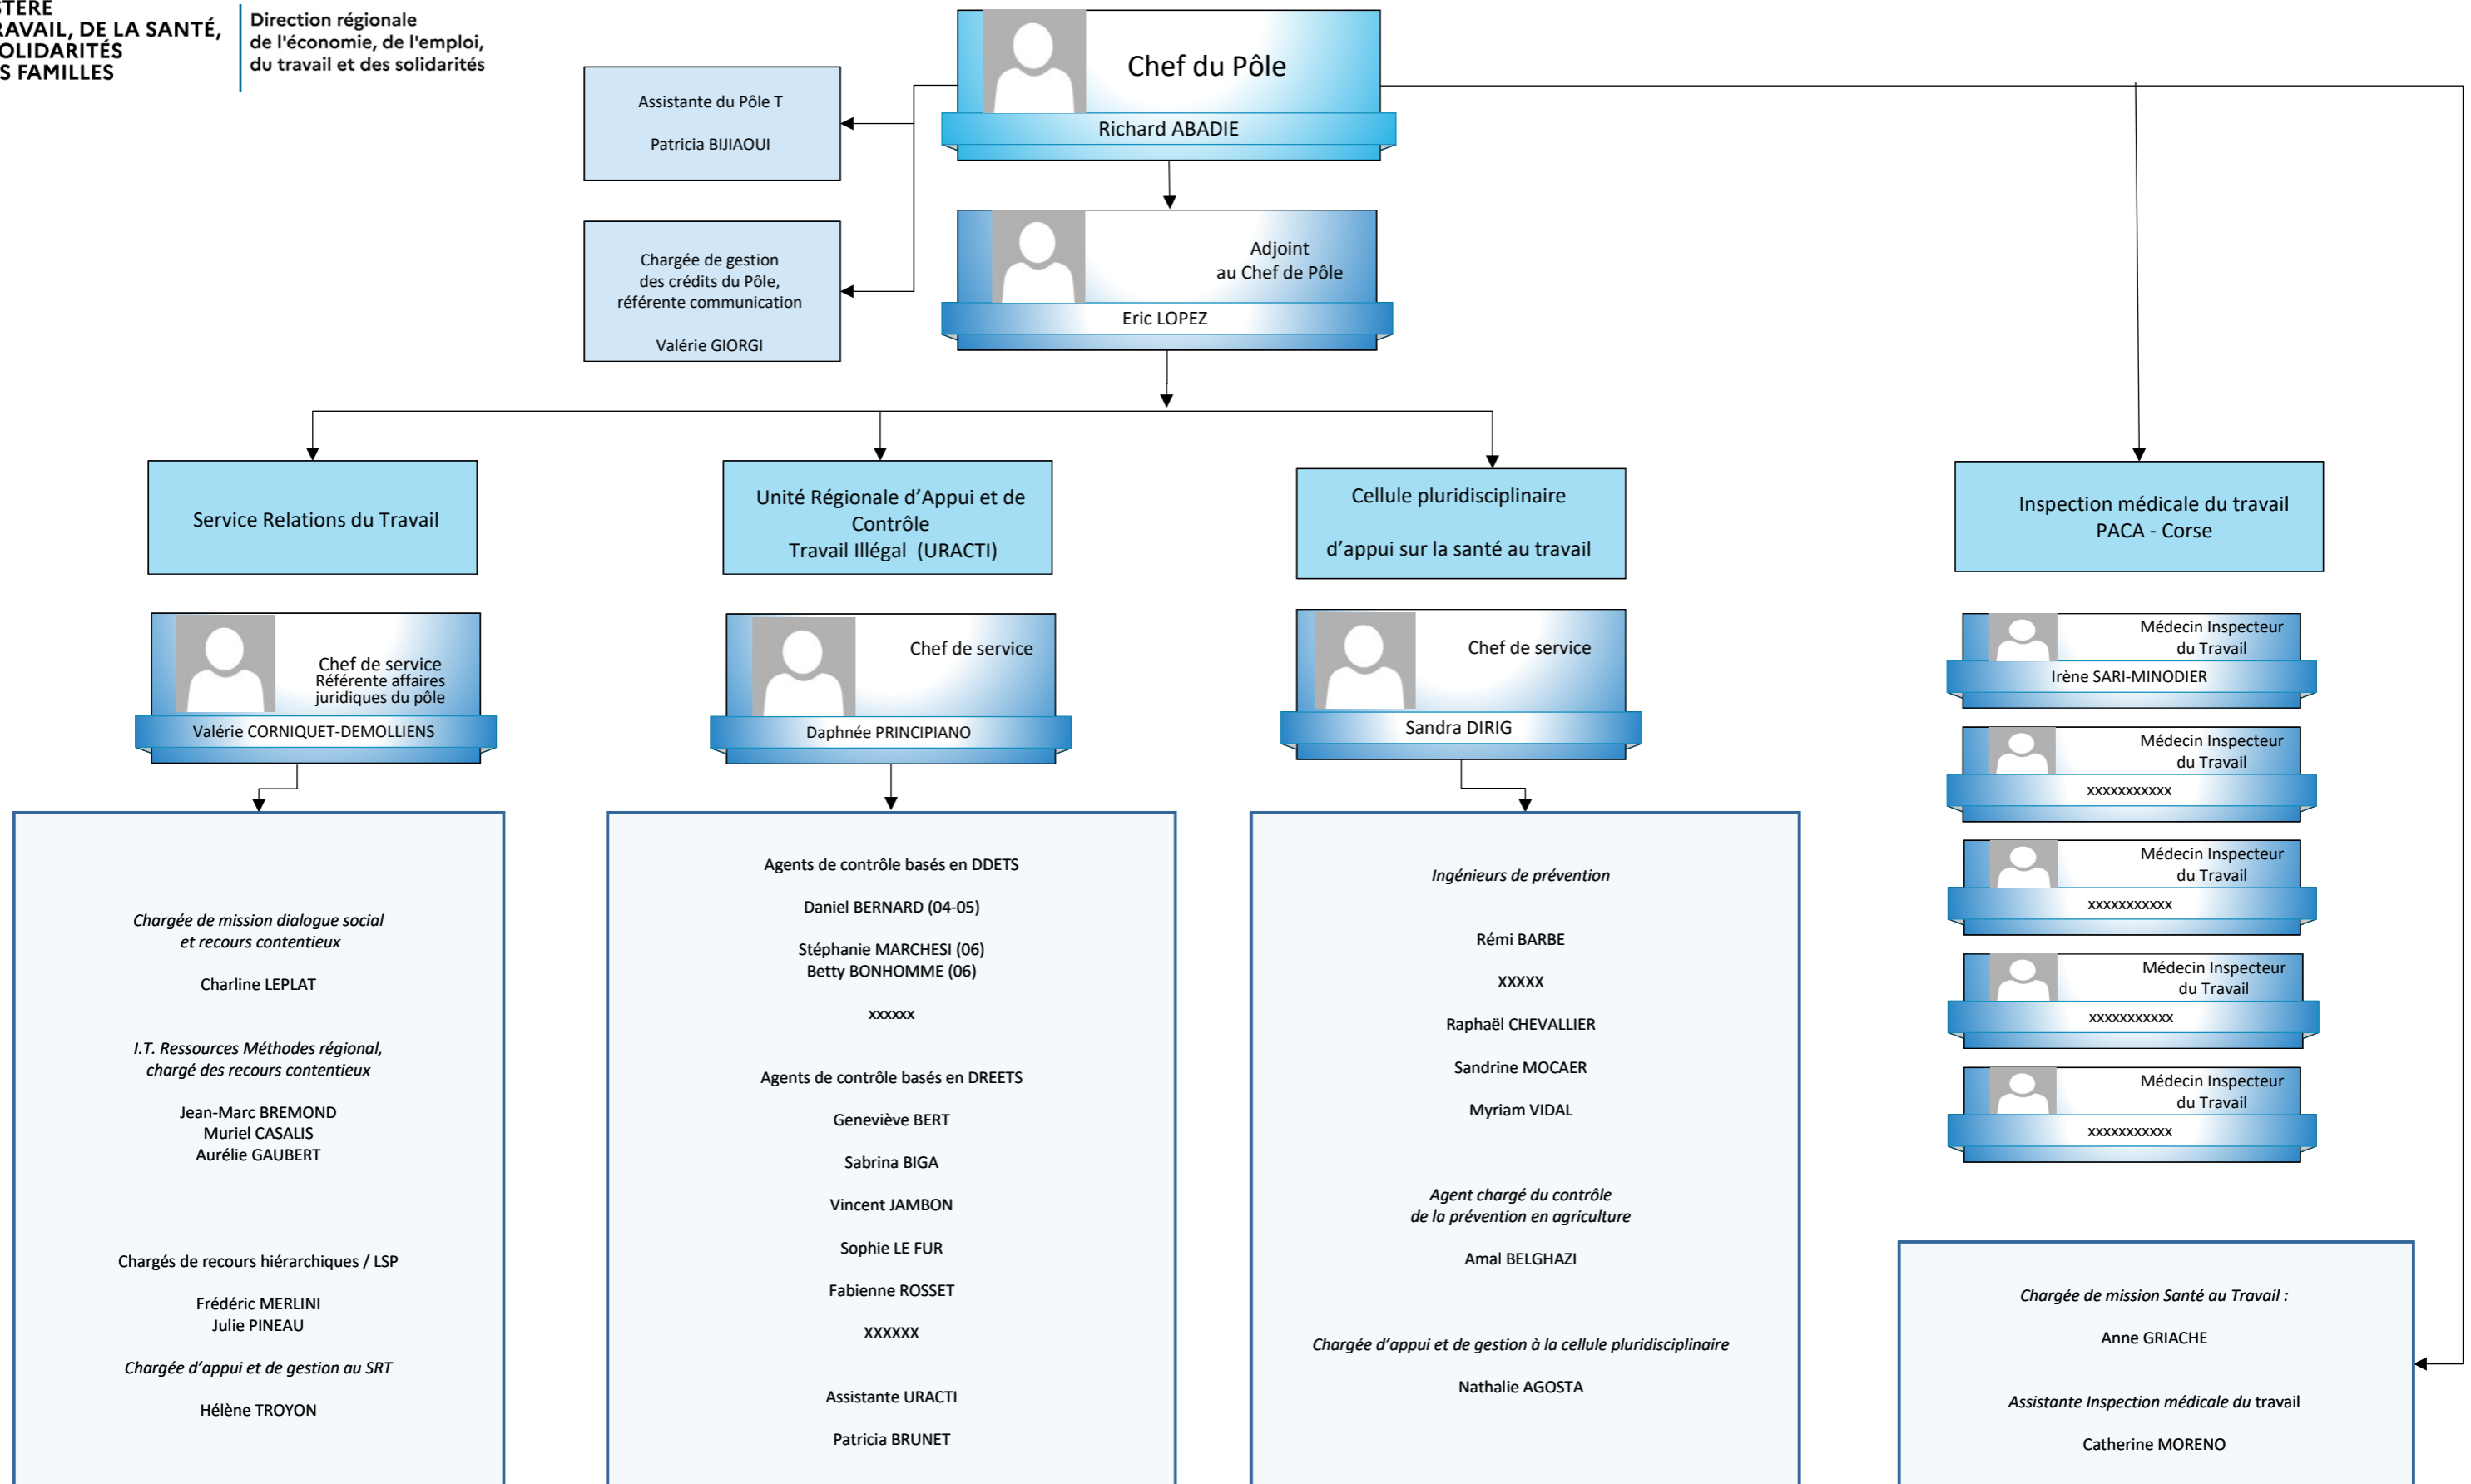 RAVAIL, DE LA SANTÉ,
OLIDARITÉS
S FAMILLES
Direction régionale
de l'économie, de l'emploi,
du travail et des solidarités
Chef du Pôle
Richard ABADIE
Assistante du Pôle T
Patricia BIJIAOUI
Adjoint
au Chef de Pôle
Eric LOPEZ
Chargée de gestion
des crédits du Pôle,
référente communication
Valérie GIORGI
Service Relations du Travail
Chef de service
Référente affaires
juridiques du pôle
Valérie CORNIQUET-DEMOLLIENS
Chargée de mission dialogue social
et recours contentieux
Charline LEPLAT
I.T. Ressources Méthodes régional,
chargé des recours contentieux
Jean-Marc BREMOND
Muriel CASALIS
Aurélie GAUBERT
Chargés de recours hiérarchiques / LSP
Frédéric MERLINI
Julie PINEAU
Chargée d’appui et de gestion au SRT
Hélène TROYON
Unité Régionale d’Appui et de
Contrôle
Travail Illégal (URACTI)
Chef de service
Daphnée PRINCIPIANO
Agents de contrôle basés en DDETS
Daniel BERNARD (04-05)
Stéphanie MARCHESI (06)
Betty BONHOMME (06)
xxxxxx
Agents de contrôle basés en DREETS
Geneviève BERT
Sabrina BIGA
Vincent JAMBON
Sophie LE FUR
Fabienne ROSSET
XXXXXX
Assistante URACTI
Patricia BRUNET
Cellule pluridisciplinaire
d’appui sur la santé au travail
Chef de service
Sandra DIRIG
Ingénieurs de prévention
Rémi BARBE
XXXXX
Raphaël CHEVALLIER
Sandrine MOCAER
Myriam VIDAL
Agent chargé du contrôle
de la prévention en agriculture
Amal BELGHAZI
Chargée d’appui et de gestion à la cellule pluridisciplinaire
Nathalie AGOSTA
Inspection médicale du travail
PACA - Corse
Médecin Inspecteur
du Travail
Irène SARI-MINODIER
Médecin Inspecteur
du Travail
xxxxxxxxxxx
Médecin Inspecteur
du Travail
xxxxxxxxxxx
Médecin Inspecteur
du Travail
xxxxxxxxxxx
Médecin Inspecteur
du Travail
xxxxxxxxxxx
Chargée de mission Santé au Travail :
Anne GRIACHE
Assistante Inspection médicale du travail
Catherine MORENO